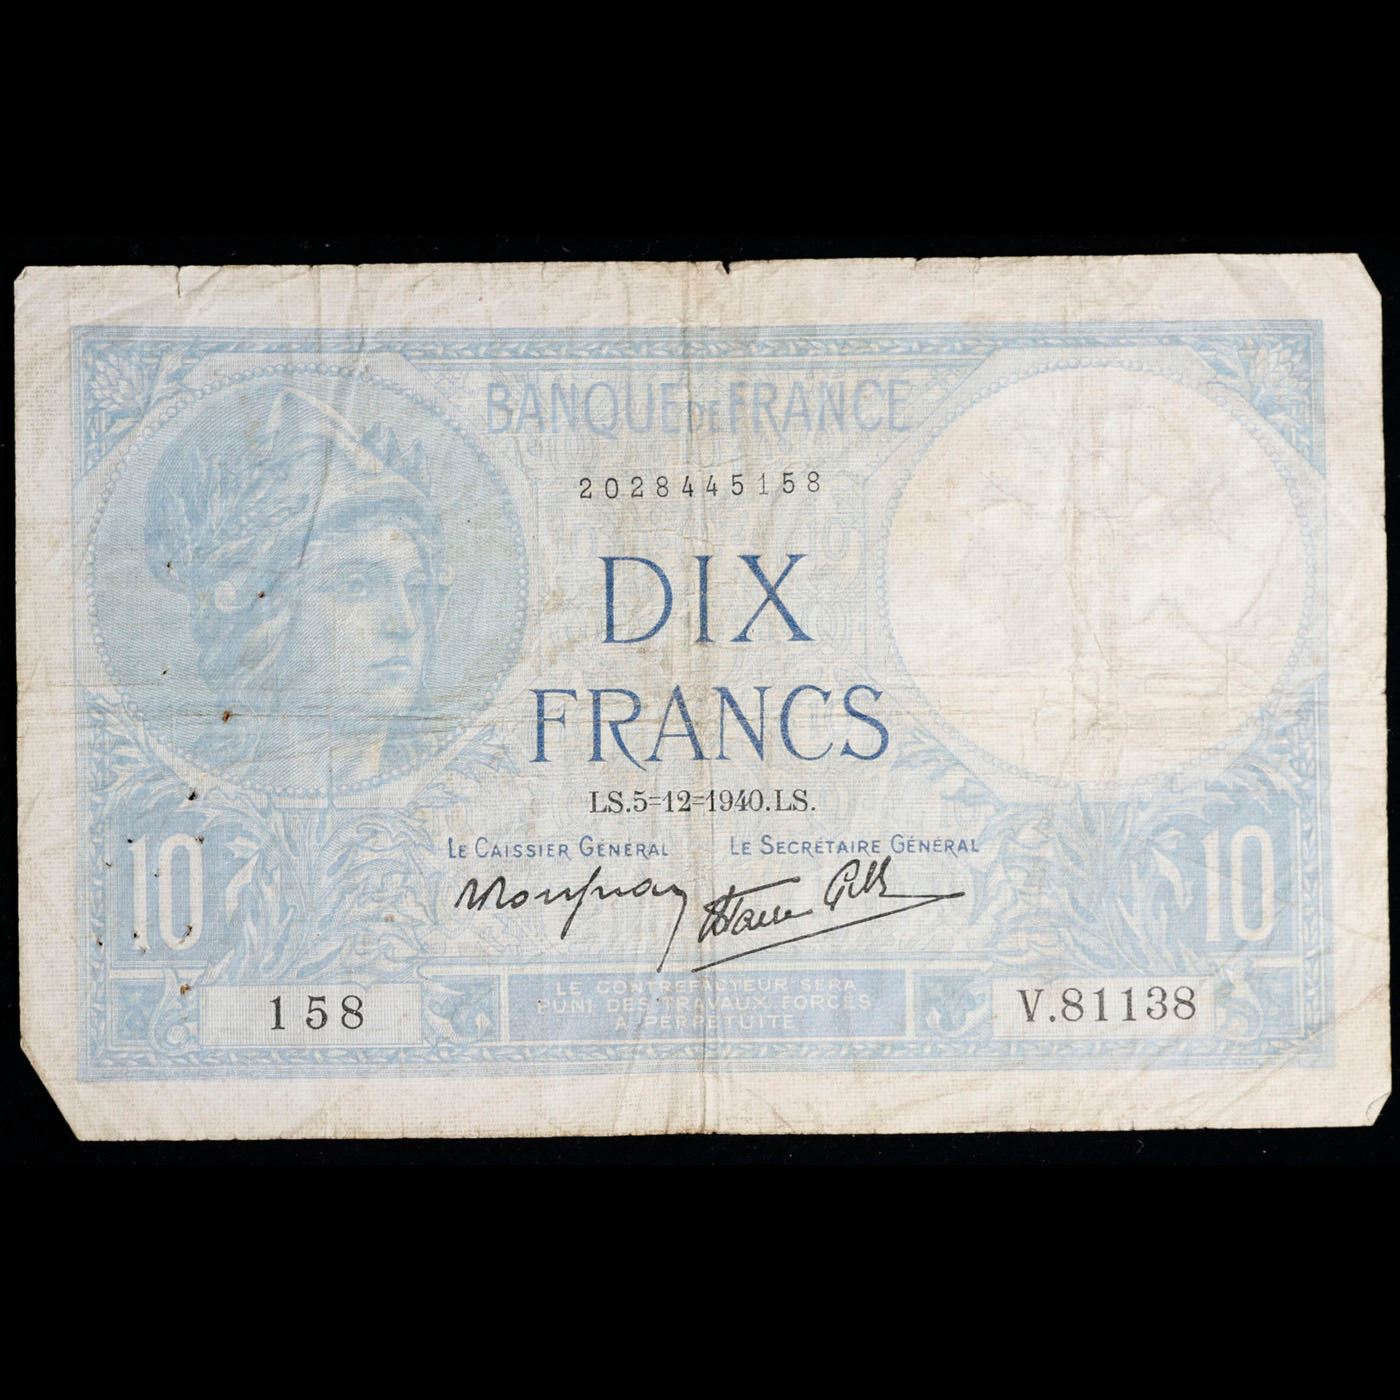 BANQUE DE FRANCE
2028445158
DIX
FRANCS
LS.5=12=1940.LS.
LE CAISSIER GÉNÉRAL LE SECRÉTAIRE GÉNÉRAL
10 10
158 V.81138
LE CONTREFACTEUR SERA
PUNI DES TRAVAUX FORCÉS
A PERPÉTUITÉ